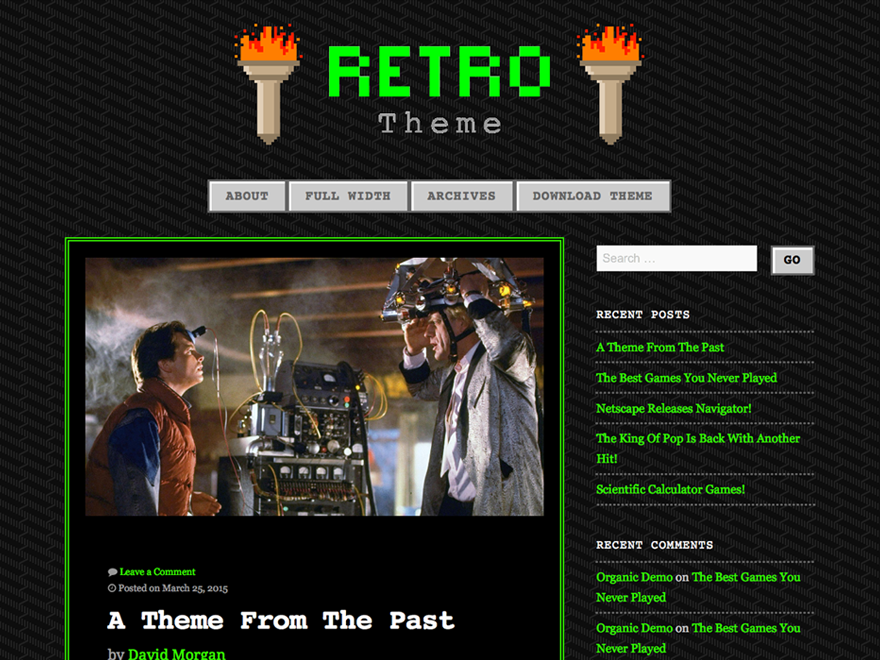 RETRO
Theme
ABOUT
FULL WIDTH
ARCHIVES
DOWNLOAD THEME
Leave a Comment
Posted on March 25, 2015
A Theme From The Past
by David Morgan
Search ...
GO
RECENT POSTS
A Theme From The Past
The Best Games You Never Played
Netscape Releases Navigator!
The King Of Pop Is Back With Another
Hit!
Scientific Calculator Games!
RECENT COMMENTS
Organic Demo on The Best Games You
Never Played
Organic Demo on The Best Games You
Never Played